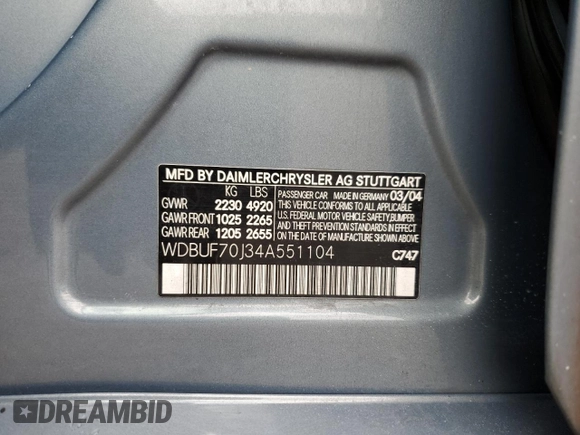 MFD BY DAIMLERCHRYSLER AG STUTTGART
KG LBS
GVWR 2230 4920
GAWR FRONT 1025 2265
GAWR REAR 1205 2655
PASSENGER CAR MADE IN GERMANY 03/04
THIS VEHICLE CONFORMS TO ALL APPLICABLE
U.S. FEDERAL MOTOR VEHICLE SAFETY, BUMPER
AND THEFT PREVENTION STANDARDS IN EFFECT
ON THE DATE OF MANUFACTURE SHOWN ABOVE.
WDBUF70J34A551104
C747
DREAMBID